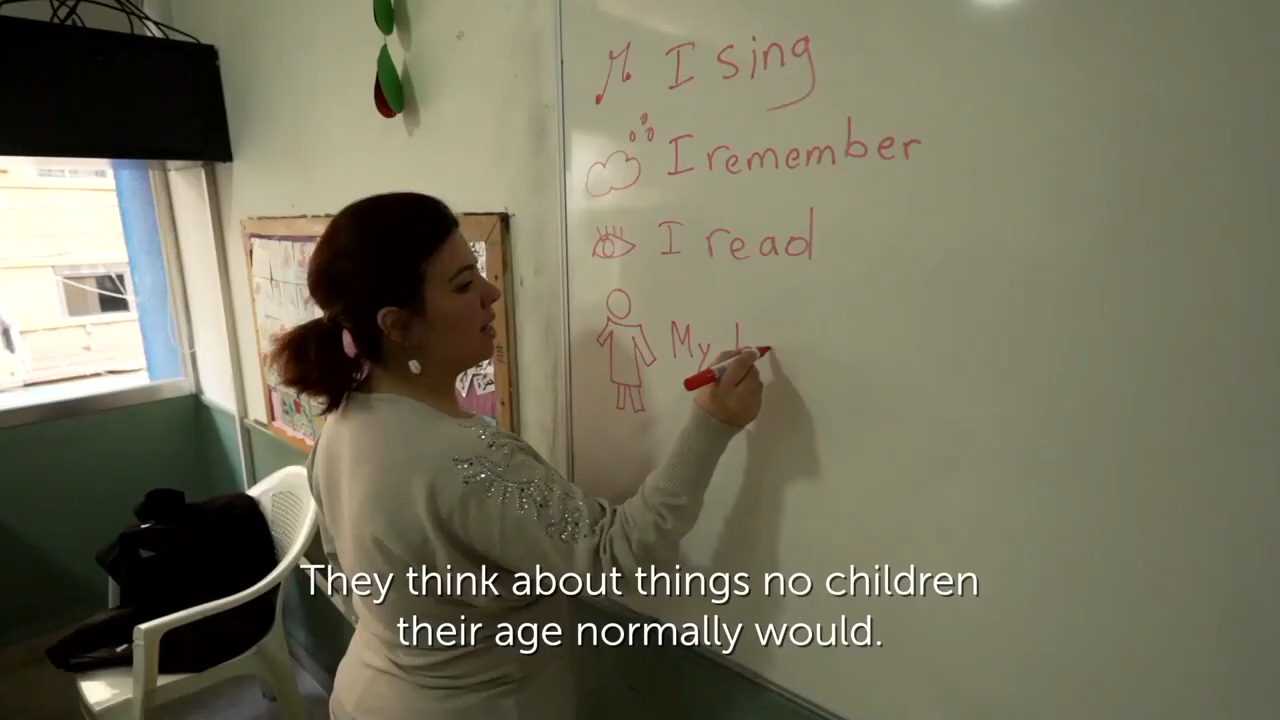 I sing
I remember
I read
My b
They think about things no children
their age normally would.